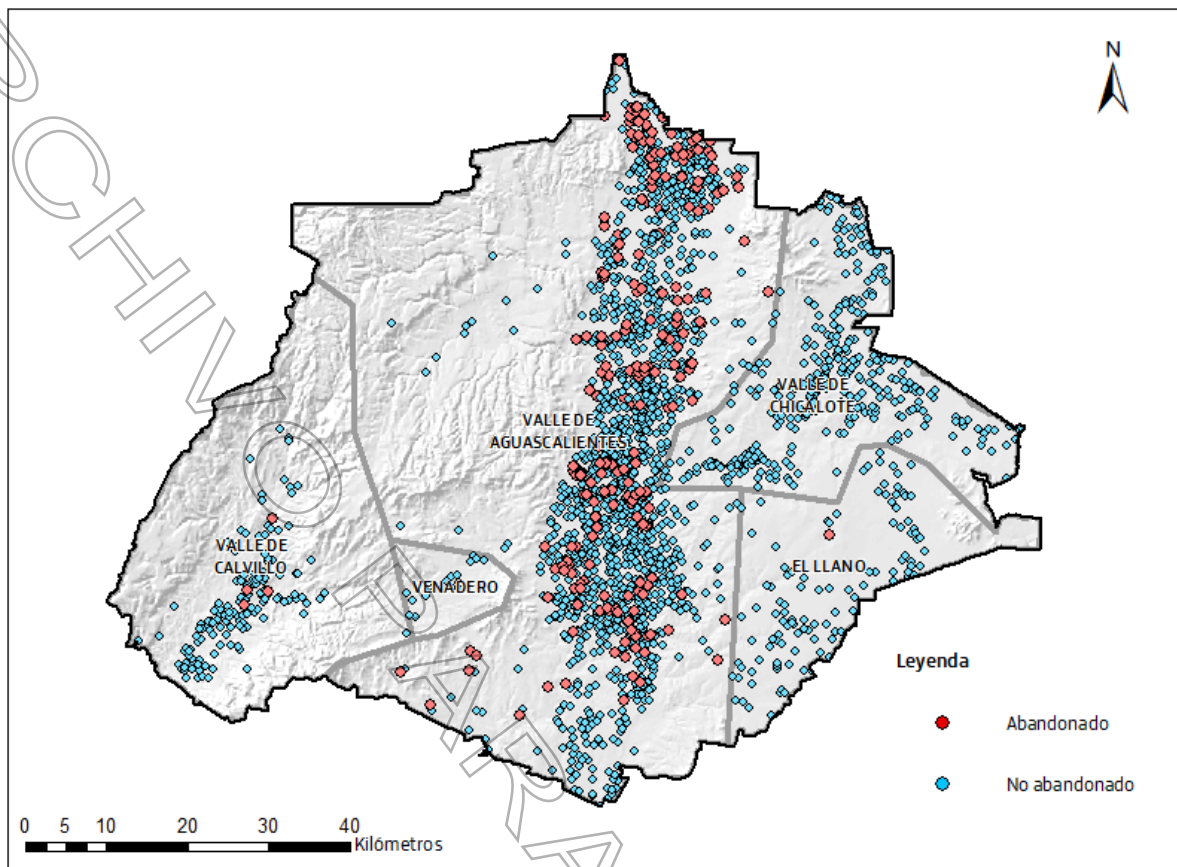 N
VALLE DE
CHICALOTE
VALLE DE
AGUASCALIENTES
VALLE DE
CALVILLO
VENADERO
EL LLANO
Leyenda
Abandonado
No abandonado
0 5 10 20 30 40
Kilómetros